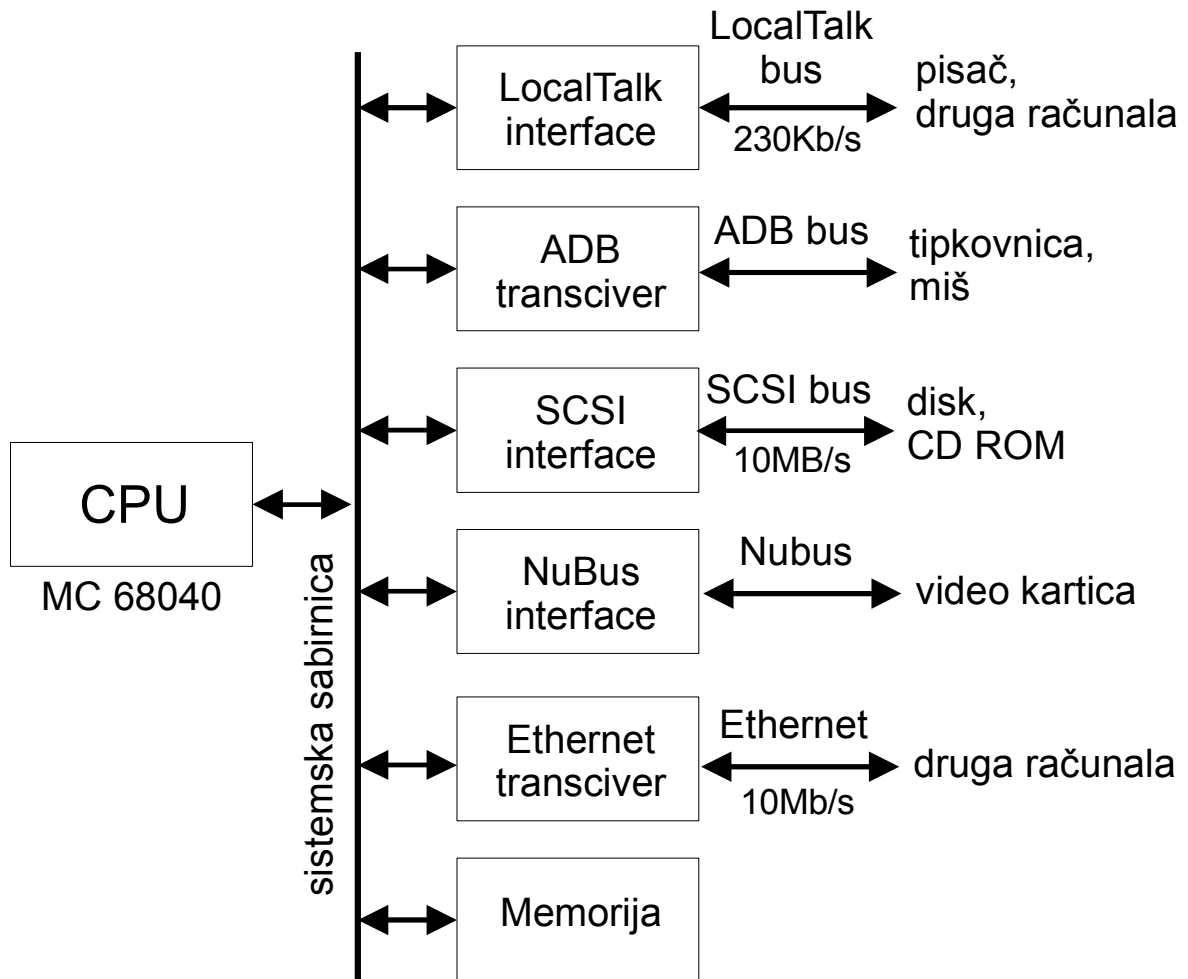 LocalTalk
bus
LocalTalk
interface
230Kb/s
pisač,
druga računala
ADB
transciver
ADB bus
tipkovnica,
miš
SCSI
interface
SCSI bus
10MB/s
disk,
CD ROM
CPU
MC 68040
sistemska sabirnica
NuBus
interface
Nubus
video kartica
Ethernet
transciver
Ethernet
10Mb/s
druga računala
Memorija